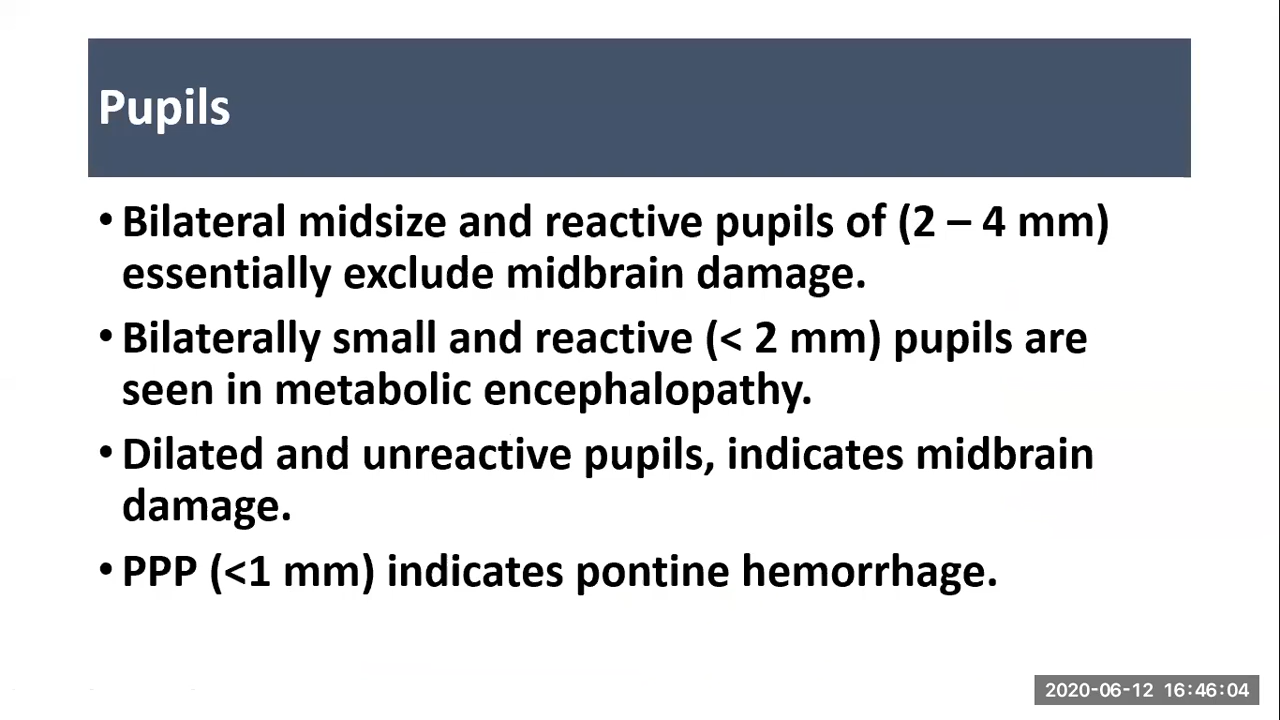 Pupils
•Bilateral midsize and reactive pupils of (2 – 4 mm)
essentially exclude midbrain damage.
•Bilaterally small and reactive (< 2 mm) pupils are
seen in metabolic encephalopathy.
•Dilated and unreactive pupils, indicates midbrain
damage.
•PPP (<1 mm) indicates pontine hemorrhage.
2020-06-12 16:46:04